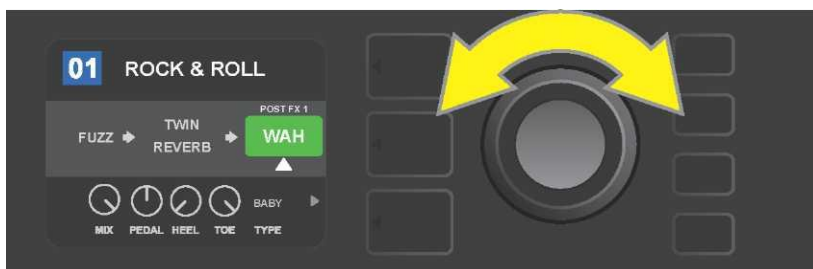 01 ROCK & ROLL
POST FX 1
FUZZ TWIN REVERB WAH
MIX PEDAL HEEL TOE BABY TYPE